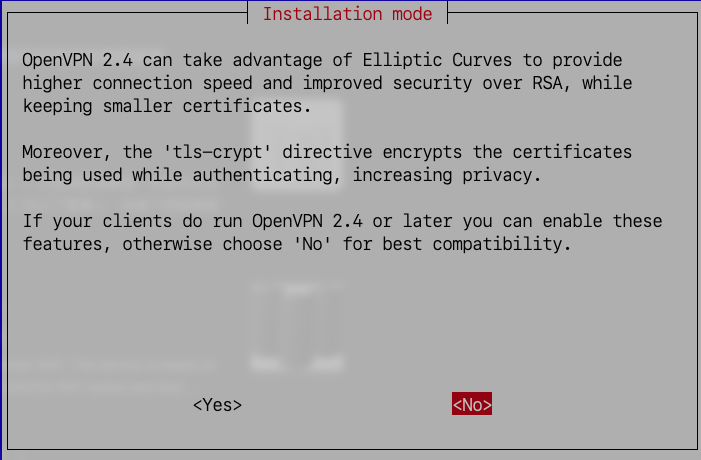 Installation mode
OpenVPN 2.4 can take advantage of Elliptic Curves to provide
higher connection speed and improved security over RSA, while
keeping smaller certificates.
Moreover, the 'tls-crypt' directive encrypts the certificates
being used while authenticating, increasing privacy.
If your clients do run OpenVPN 2.4 or later you can enable these
features, otherwise choose 'No' for best compatibility.
<Yes> <No>